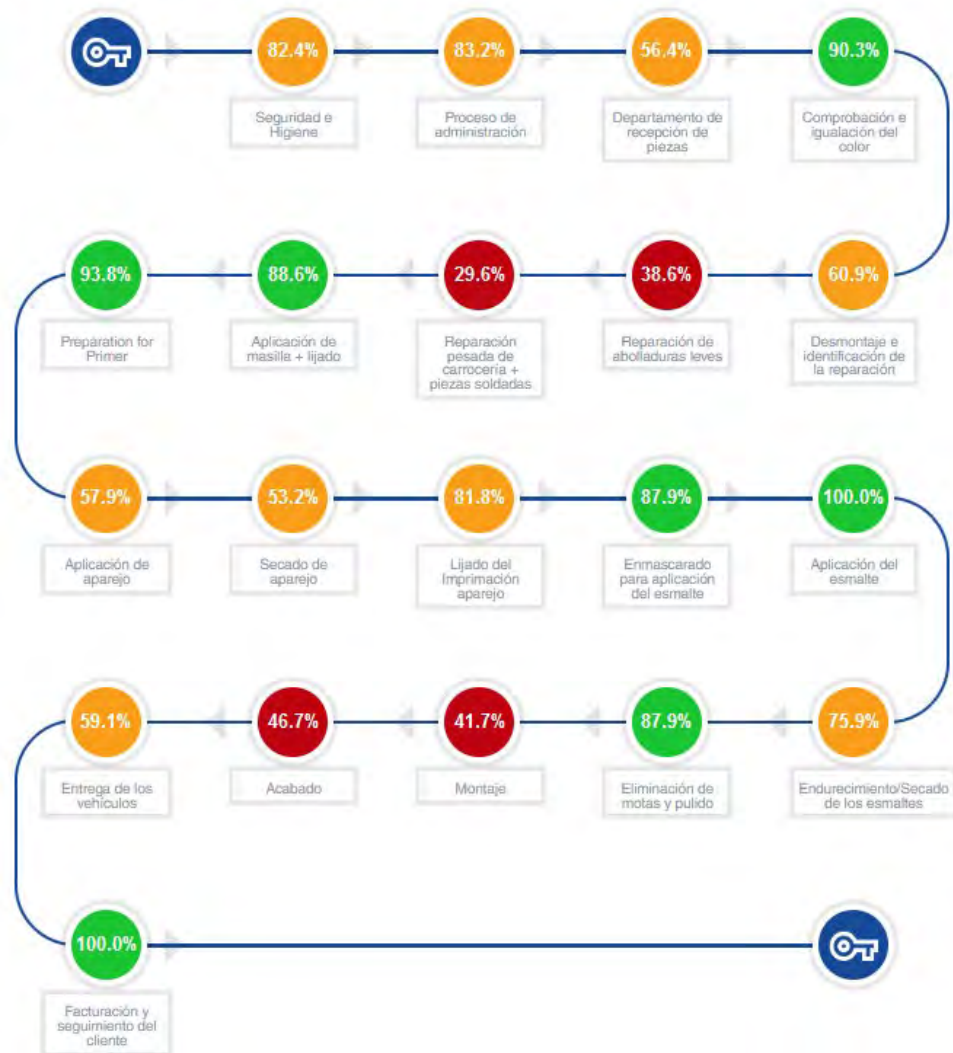 82.4%
83.2%
56.4%
90.3%
Seguridad e
Higiene
Proceso de
administración
Departamento de
recepción de
piezas
Comprobación e
igualación del
color
93.8%
88.6%
29.6%
38.6%
60.9%
Preparation for
Primer
Aplicación de
masilla + lijado
Reparación
pesada de
carrocería +
piezas soldadas
Reparación de
abolladuras leves
Desmontaje e
identificación de
la reparación
57.9%
53.2%
81.8%
87.9%
100.0%
Aplicación de
aparejo
Secado de
aparejo
Lijado del
Imprimación
aparejo
Enmascarado
para aplicación
del esmalte
Aplicación del
esmalte
59.1%
46.7%
41.7%
87.9%
75.9%
Entrega de los
vehículos
Acabado
Montaje
Eliminación de
motas y pulido
Endurecimiento/Secado
de los esmaltes
100.0%
Facturación y
seguimiento del
cliente